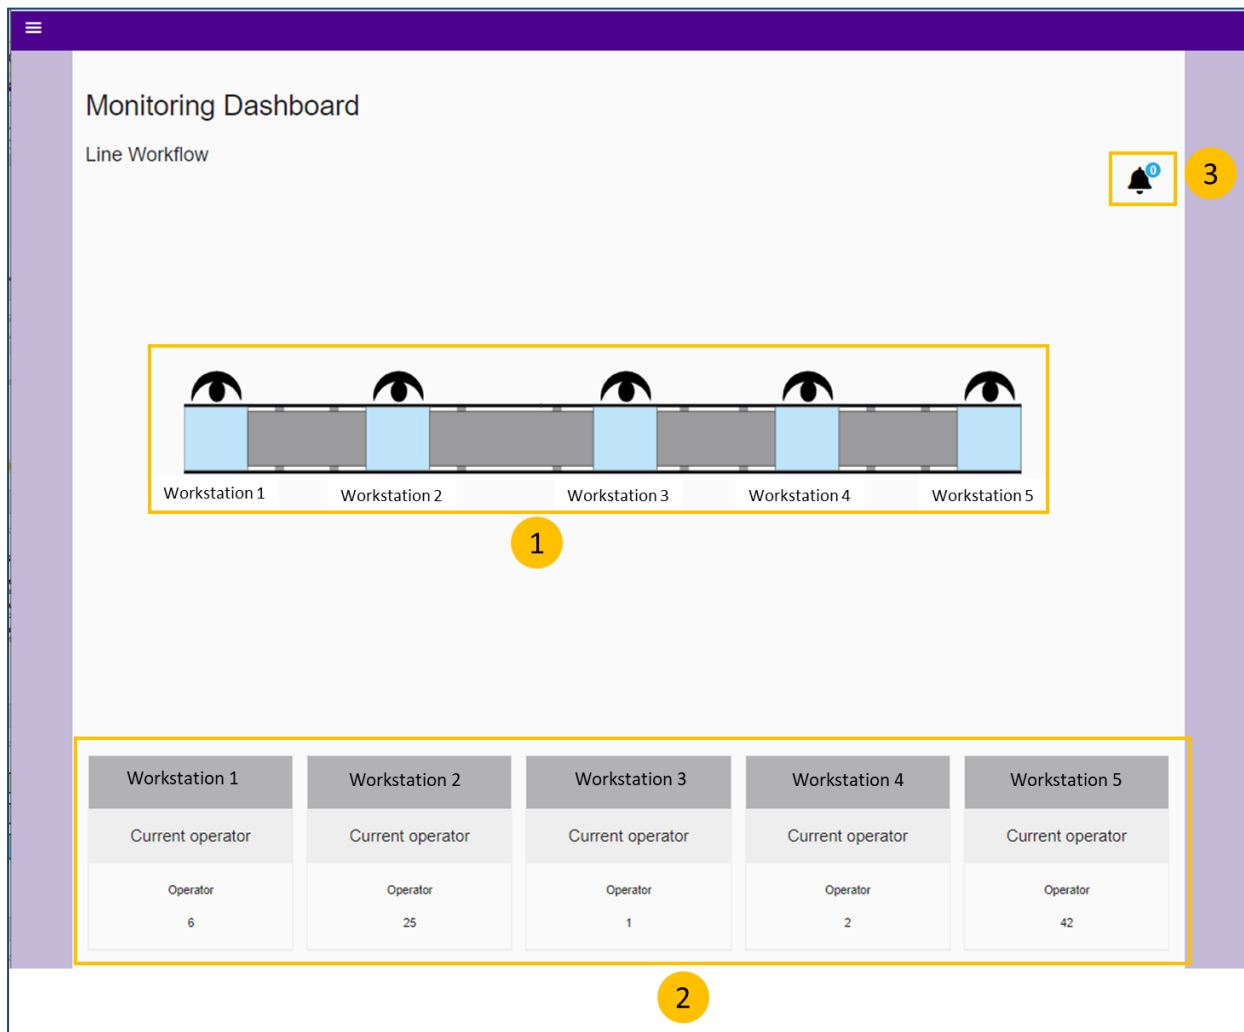 Monitoring Dashboard
Line Workflow
0
3
Workstation 1 Workstation 2 Workstation 3 Workstation 4 Workstation 5
1
Workstation 1 Workstation 2 Workstation 3 Workstation 4 Workstation 5
Current operator Current operator Current operator Current operator Current operator
Operator Operator Operator Operator Operator
6 25 1 2 42
2